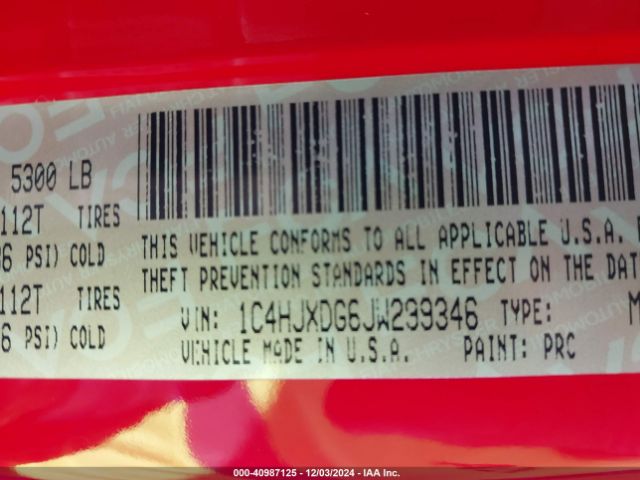 5300 LB
112T TIRES
36 PSI) COLD
112T TIRES
6 PSI) COLD
THIS VEHICLE CONFORMS TO ALL APPLICABLE U.S.A.
THEFT PREVENTION STANDARDS IN EFFECT ON THE DAT
VIN: 1C4HJXDG6JW239346 TYPE: M
VEHICLE MADE IN U.S.A. PAINT: PRC
000-40987125 - 12/03/2024 - IAA Inc.